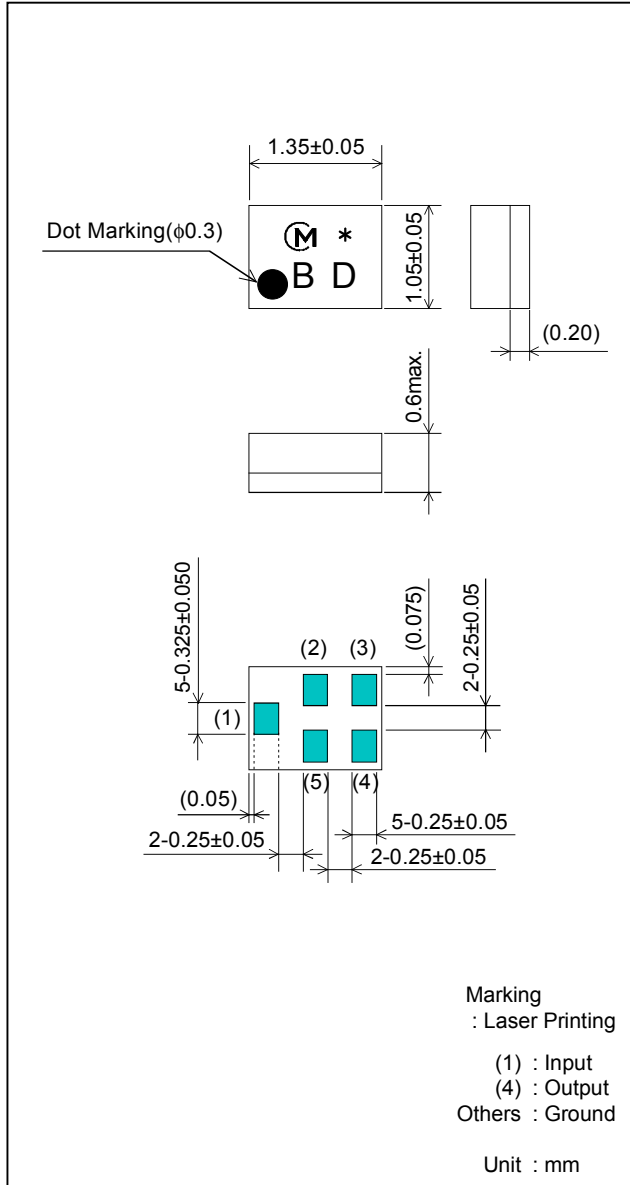 1.35±0.05
Dot Marking(ϕ0.3)
M *
B D
1.05±0.05
(0.20)
0.6max.
5-0.325±0.050
(0.075)
2-0.25±0.05
(2) (3)
(1)
(5) (4)
(0.05)
5-0.25±0.05
2-0.25±0.05
2-0.25±0.05
Marking
: Laser Printing
(1) : Input
(4) : Output
Others : Ground
Unit : mm